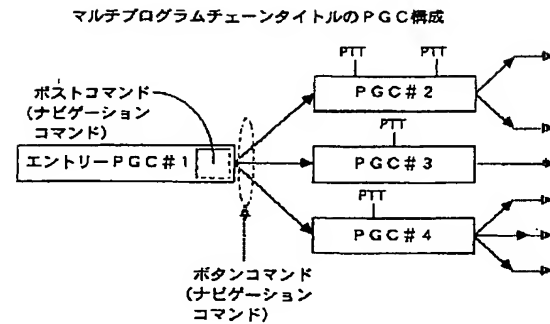 マルチプログラムチェーンタイトルのPGC構成
PTT
PTT
PGC#2
ポストコマンド
(ナビゲーション
コマンド)
PTT
エントリーPGC#1
PGC#3
PTT
PGC#4
ボタンコマンド
(ナビゲーション
コマンド)